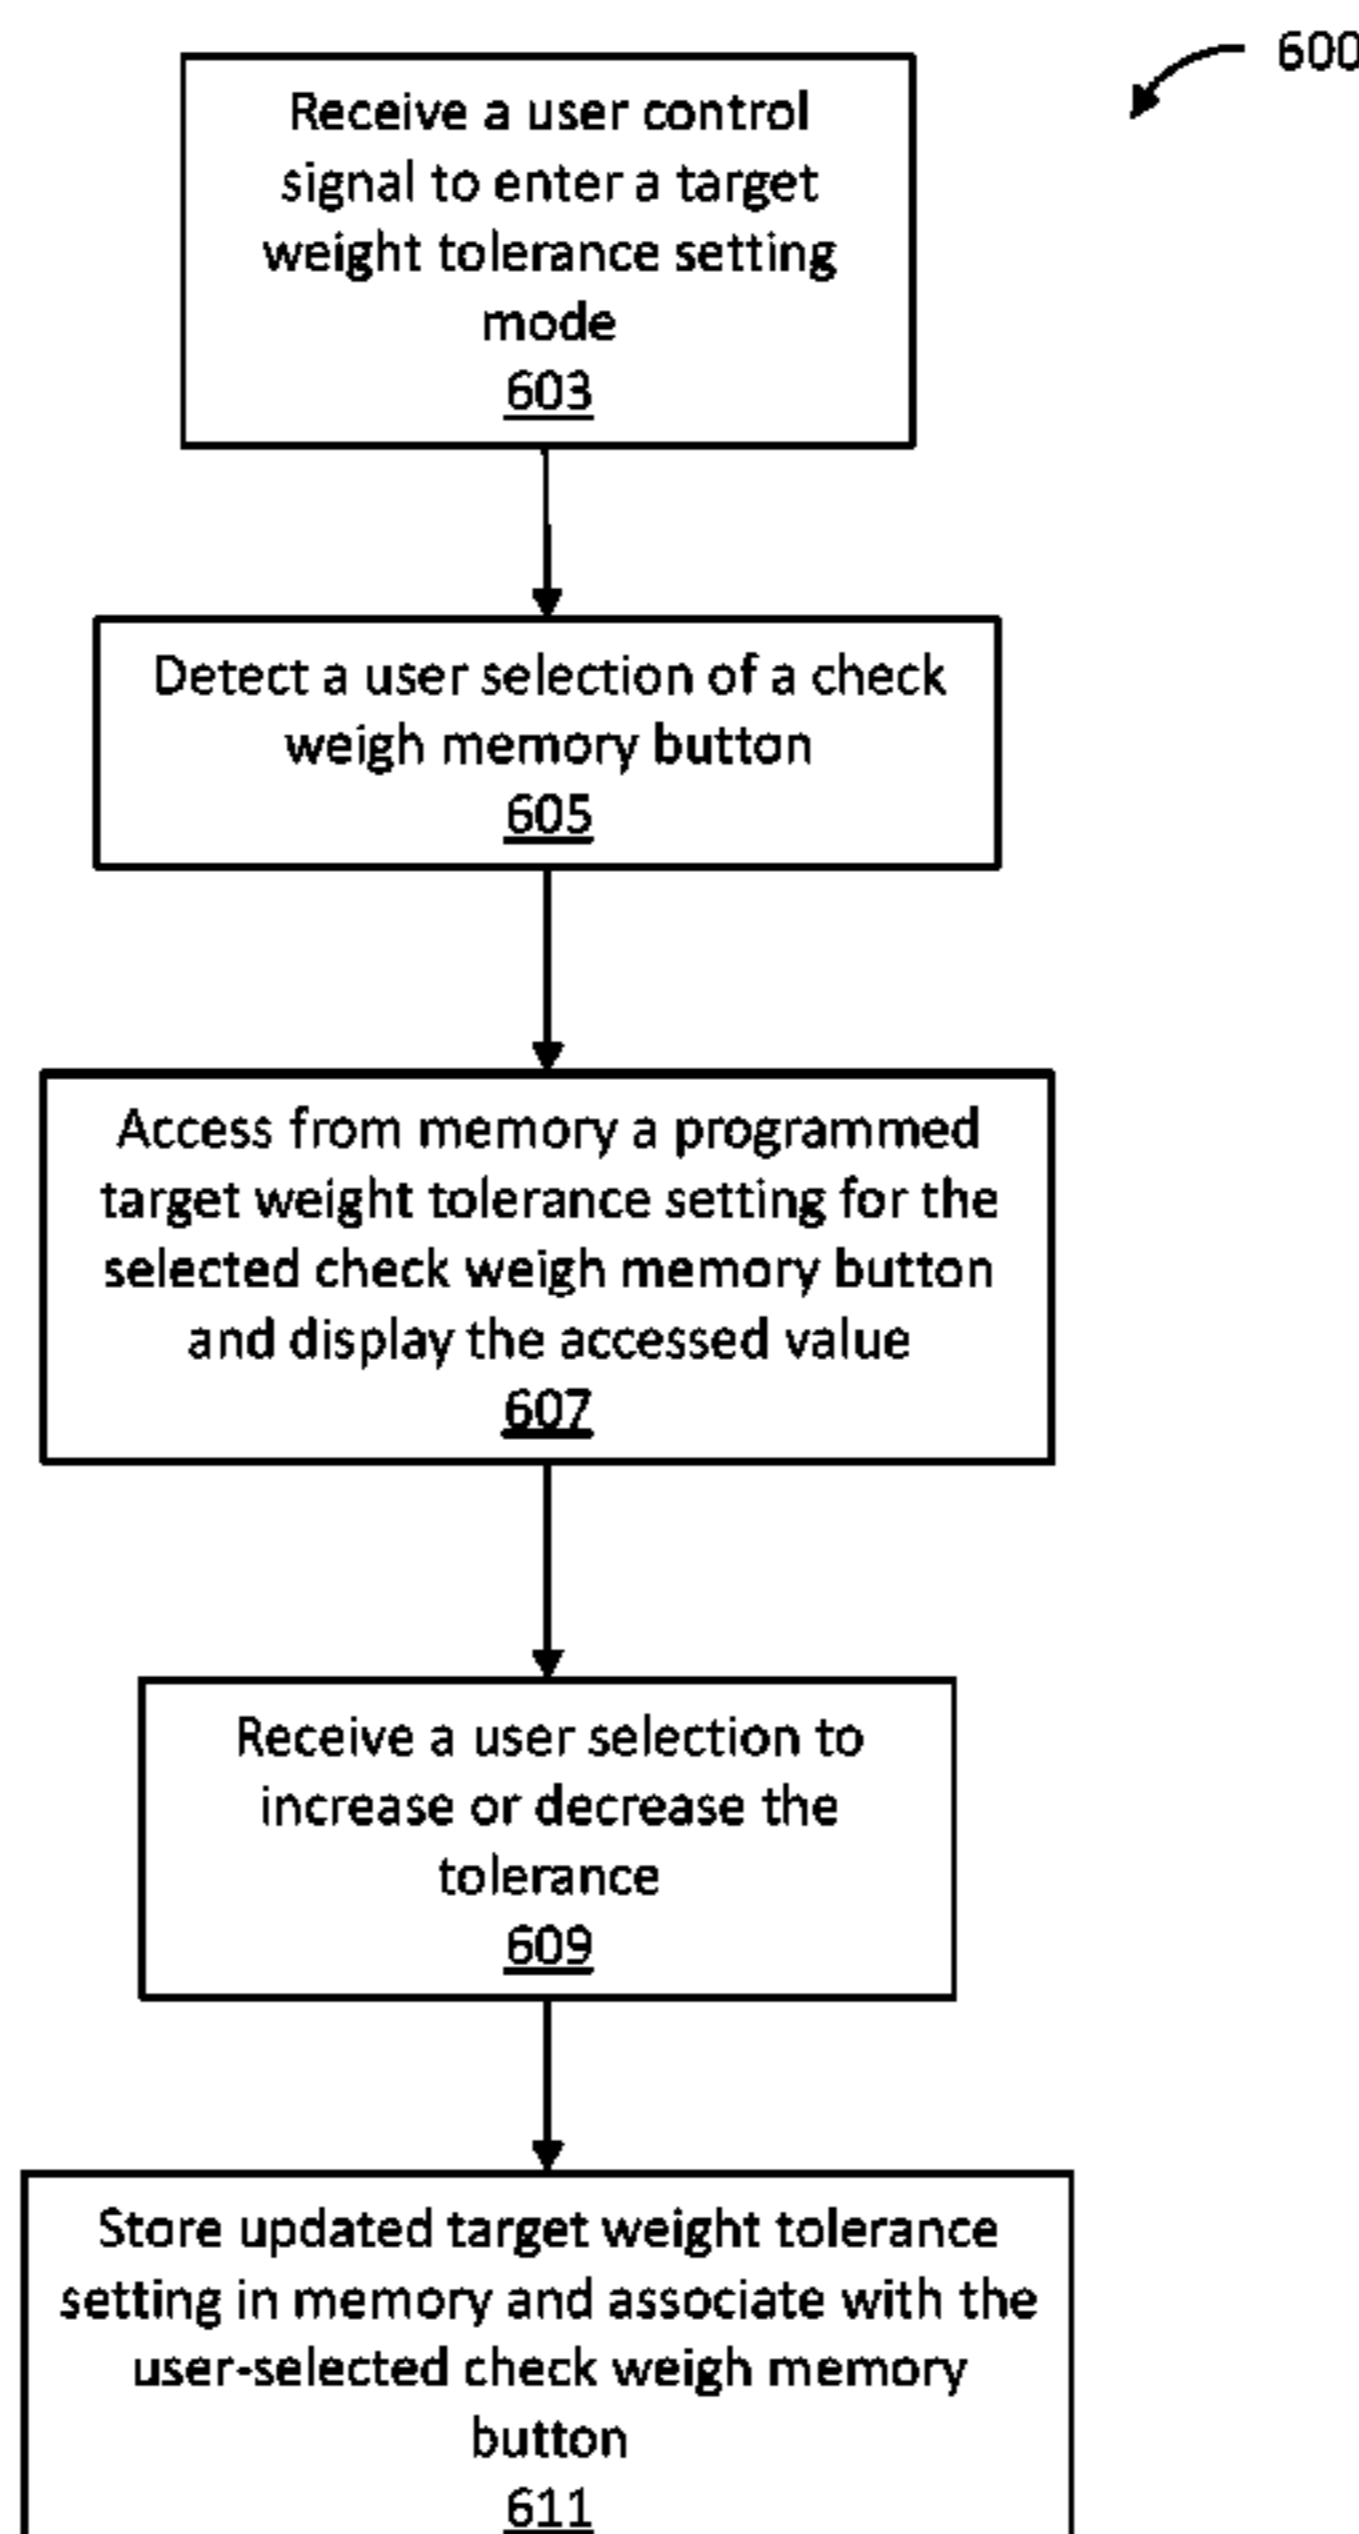 600
Receive a user control
signal to enter a target
weight tolerance setting
mode
603
Detect a user selection of a check
weigh memory button
605
Access from memory a programmed
target weight tolerance setting for the
selected check weigh memory button
and display the accessed value
607
Receive a user selection to
increase or decrease the
tolerance
609
Store updated target weight tolerance
setting in memory and associate with the
user-selected check weigh memory
button
611